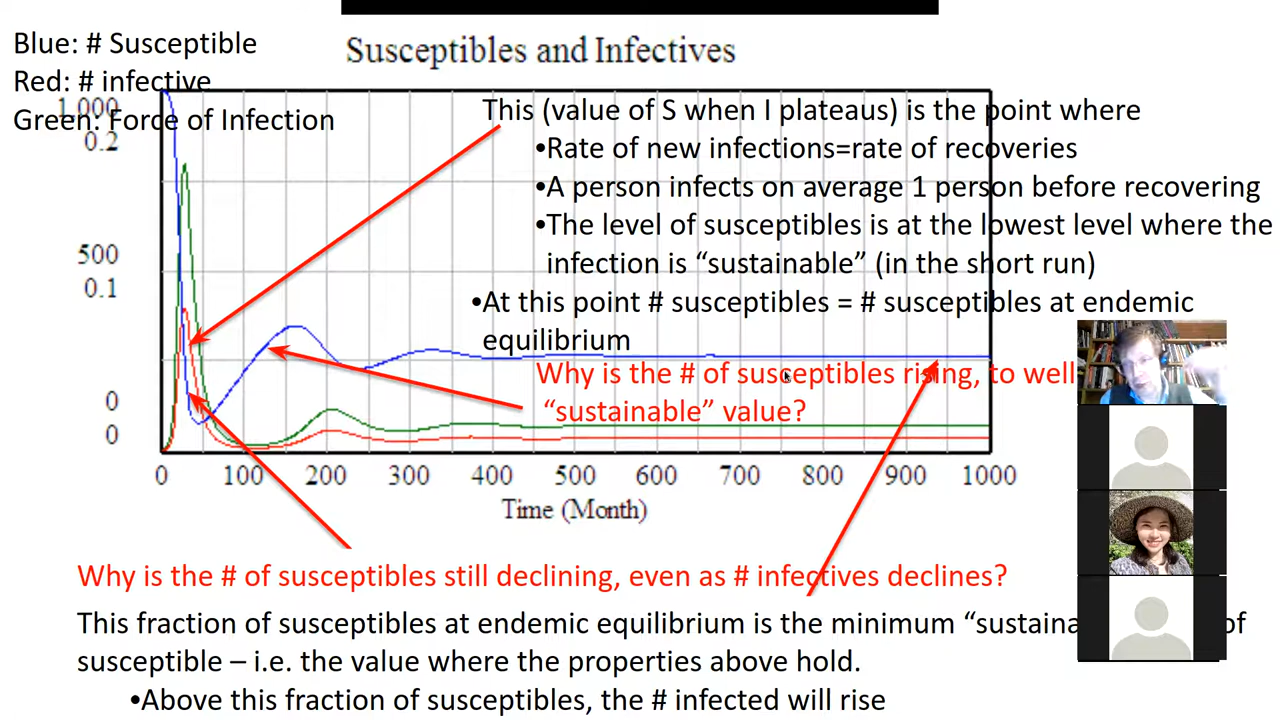 Blue: # Susceptible
Red: # infective
Green: Force of Infection
Susceptibles and Infectives
1,000
0.2
500
0.1
0
0
This (value of S when I plateaus) is the point where
•Rate of new infections=rate of recoveries
•A person infects on average 1 person before recovering
•The level of susceptibles is at the lowest level where the
infection is “sustainable” (in the short run)
•At this point # susceptibles = # susceptibles at endemic
equilibrium
Why is the # of susceptibles rising, to well
“sustainable” value?
0 100 200 300 400 500 600 700 800 900 1000
Time (Month)
Why is the # of susceptibles still declining, even as # infectives declines?
This fraction of susceptibles at endemic equilibrium is the minimum of
susceptible – i.e. the value where the properties above hold.
•Above this fraction of susceptibles, the # infected will rise